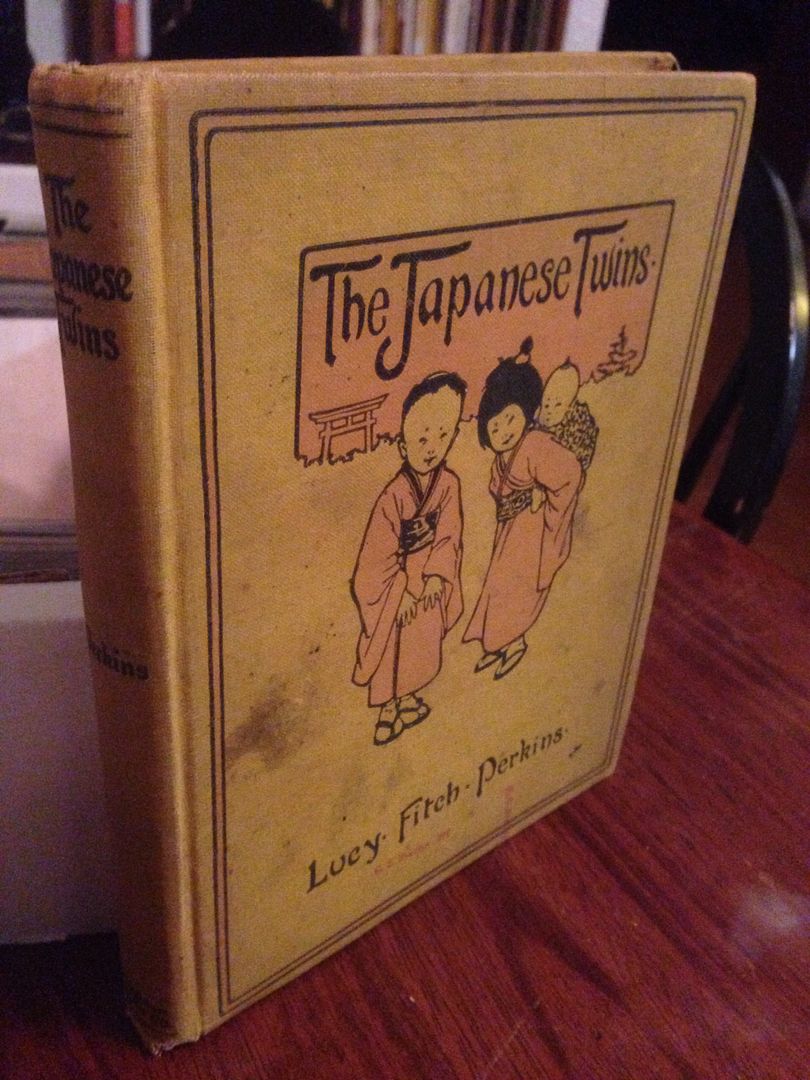 The
Japanese
Twins
Perkins
The Japanese Twins.
Lucy. Fitch. Perkins.